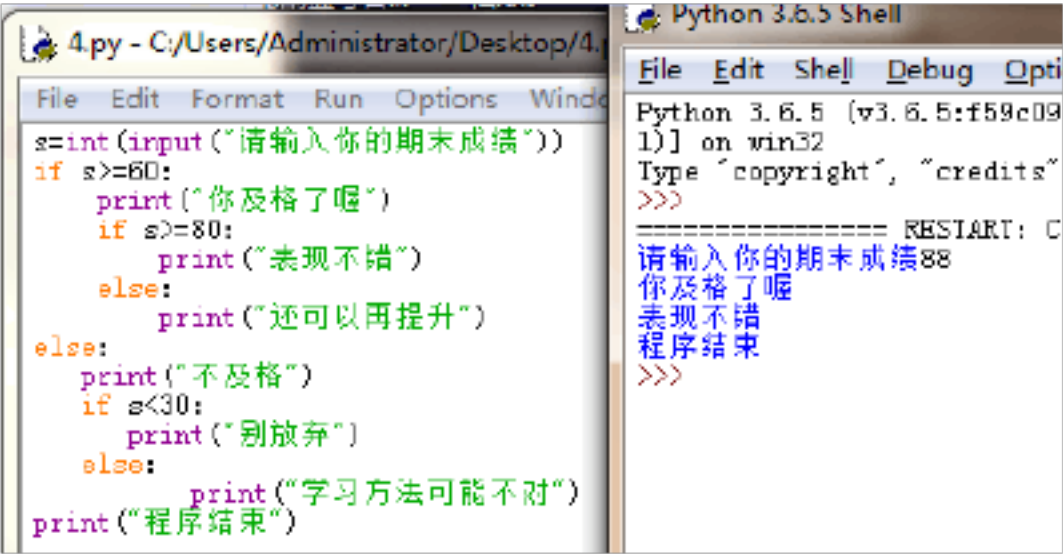 4.py - C:/Users/Administrator/Desktop/4.
File Edit Format Run Options Windo
s=int(input("请输入你的期末成绩"))
if s>=60:
    print("你及格了喔")
    if s>=80:
        print("表现不错")
    else:
        print("还可以再提升")
else:
   print("不及格")
   if s<30:
      print("别放弃")
   else:
          print("学习方法可能不对")
print("程序结束")
Python 3.6.5 Shell
File Edit Shell Debug Opti
Python 3.6.5 (v3.6.5:f59c09
1)] on win32
Type "copyright", "credits"
>>>
================ RESTART: C
请输入你的期末成绩88
你及格了喔
表现不错
程序结束
>>>